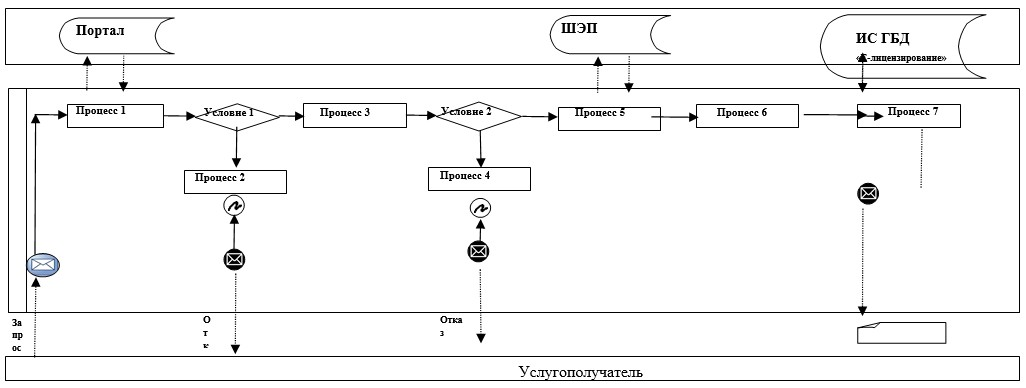 Портал
ШЭП
ИС ГБД
«Е-лицензирование»
Процесс 1
Условие 1
Процесс 3
Условие 2
Процесс 5
Процесс 6
Процесс 7
Процесс 2
Процесс 4
За
пр
ос
О
т
к
Отка
з
Услугополучатель